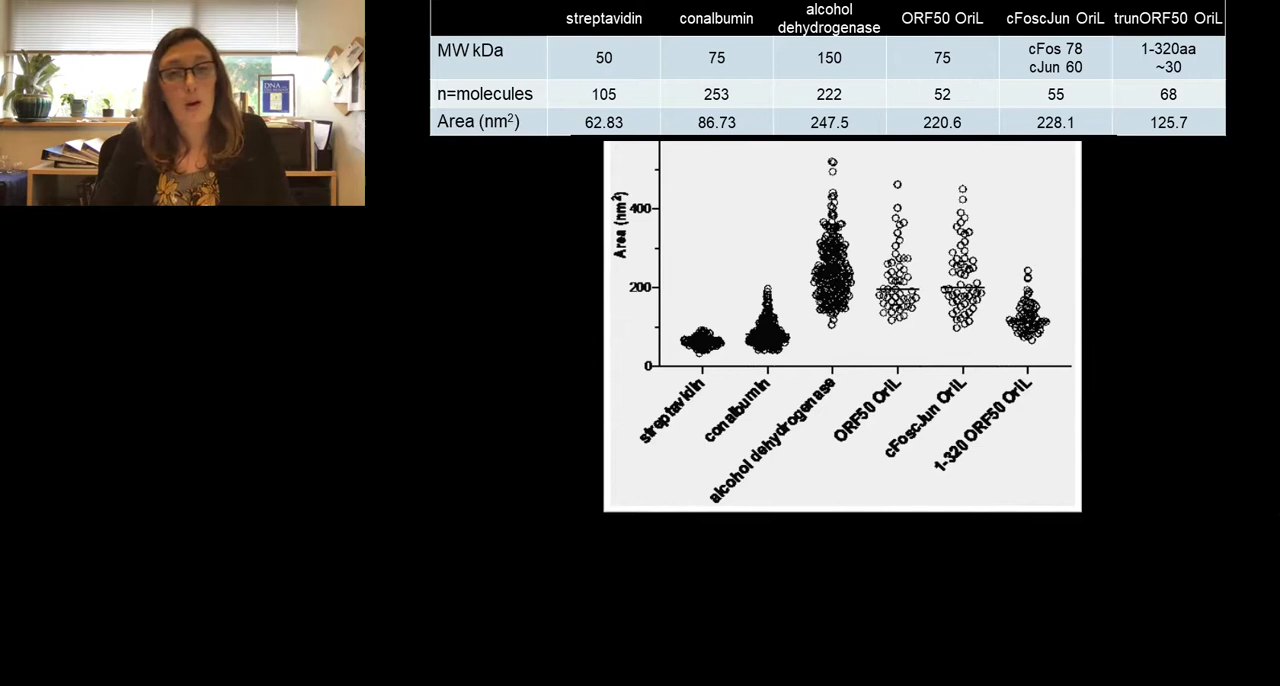 streptavidin conalbumin alcohol dehydrogenase ORF50 OriL cFoscJun OriL trunORF50 OriL
MW kDa 50 75 150 75 cFos 78 cJun 60 1-320aa ~30
n=molecules 105 253 222 52 55 68
Area (nm²) 62.83 86.73 247.5 220.6 228.1 125.7
Area (nm²)
400
200
0
streptavidin
conalbumin
alcohol dehydrogenase
ORF50 OriL
cFoscJun OriL
1-320 ORF50 OriL
DNA